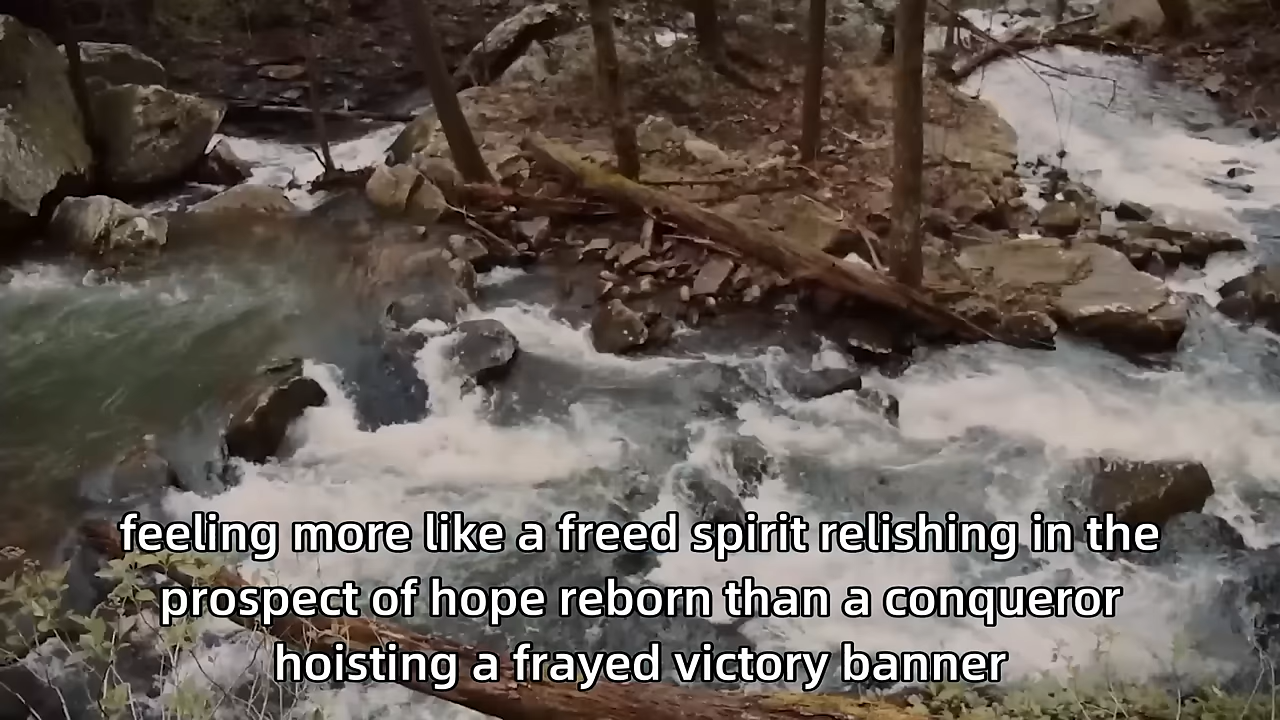 feeling more like a freed spirit relishing in the
prospect of hope reborn than a conqueror
hoisting a frayed victory banner